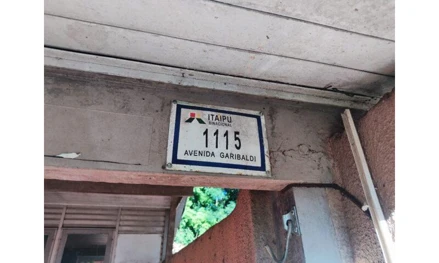 ITAIPU
BINACIONAL
1115
AVENIDA GARIBALDI